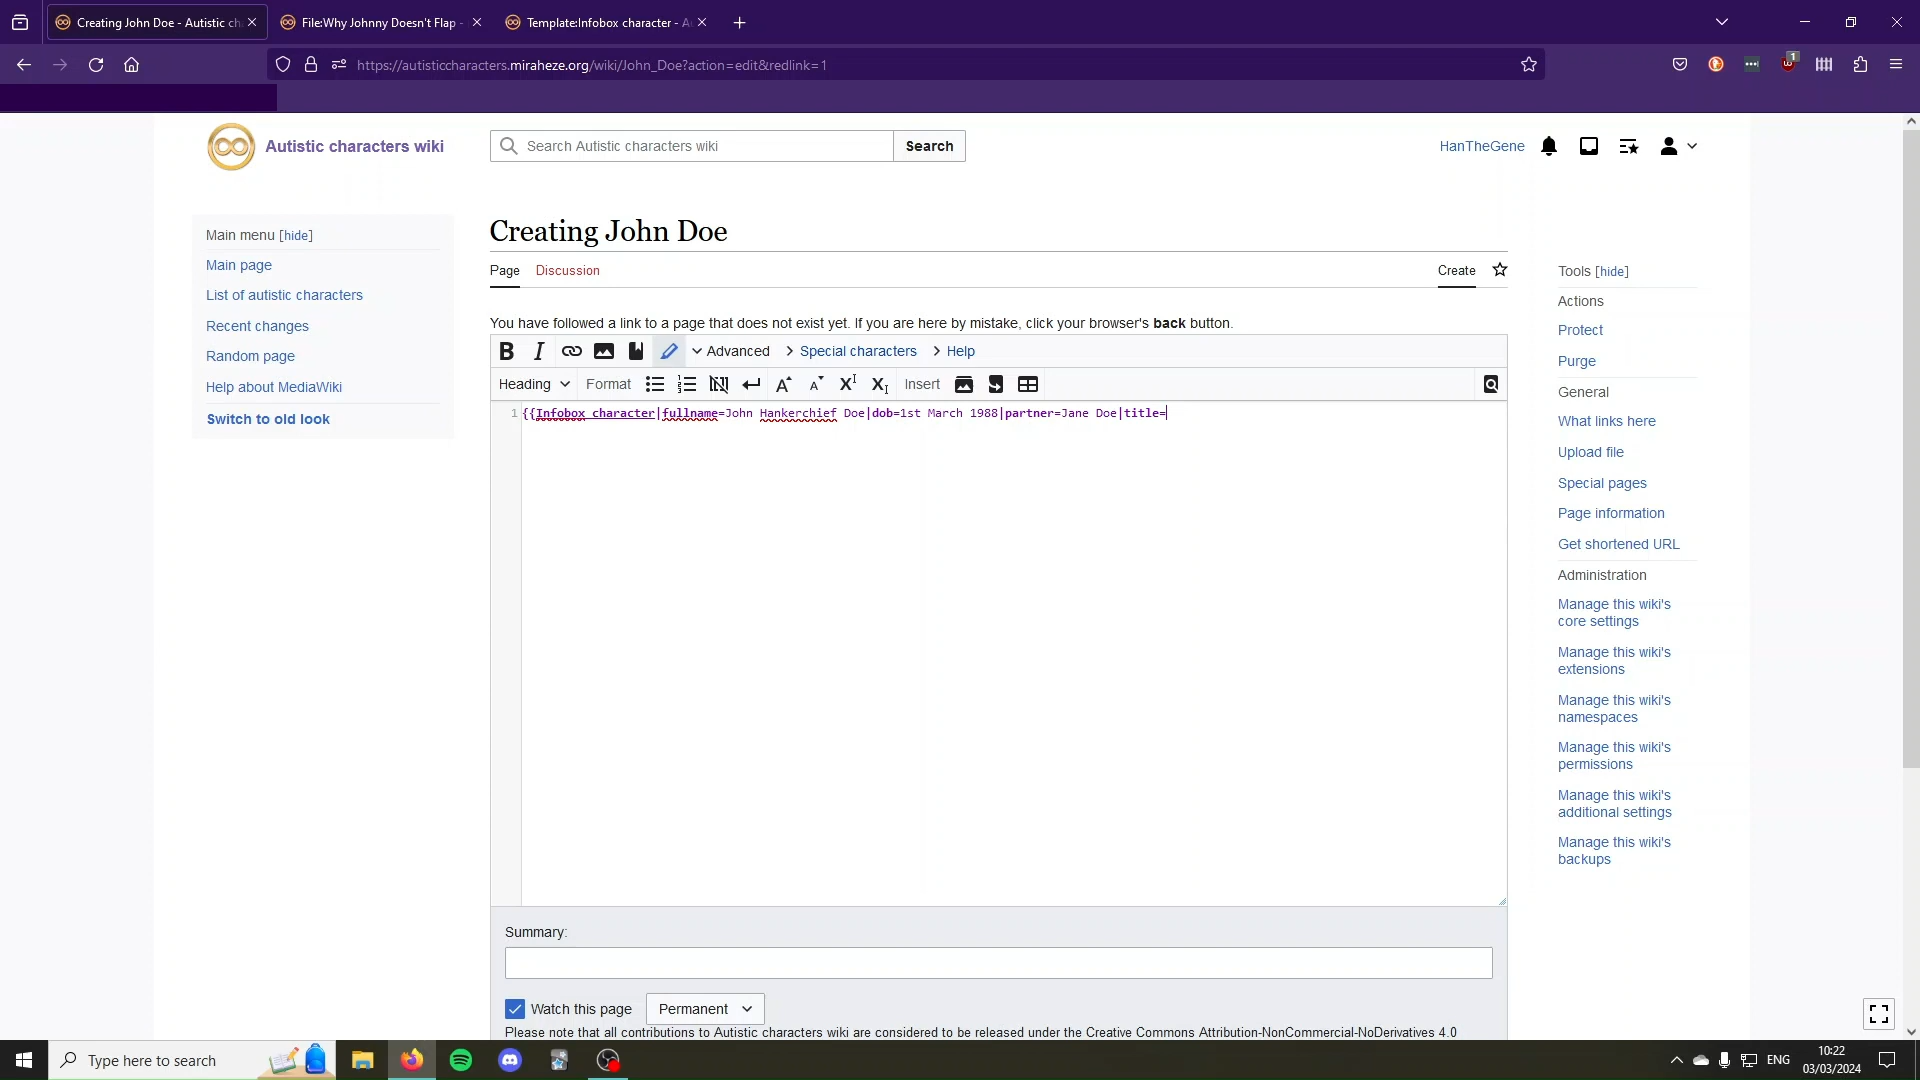 Creating John Doe - Autistic ch
File:Why Johnny Doesn't Flap -
Template:Infobox character - A
https://autisticcharacters.miraheze.org/wiki/John_Doe?action=edit&redlink=1
1
Autistic characters wiki
Search Autistic characters wiki
Search
HanTheGene
Main menu [hide]
Main page
List of autistic characters
Recent changes
Random page
Help about MediaWiki
Switch to old look
Creating John Doe
Page Discussion
Create
You have followed a link to a page that does not exist yet. If you are here by mistake, click your browser's back button.
B I Advanced Special characters Help
Heading Format Insert
1 {{Infobox character|fullname=John Hankerchief Doe|dob=1st March 1988|partner=Jane Doe|title=
Summary:
Watch this page Permanent
Please note that all contributions to Autistic characters wiki are considered to be released under the Creative Commons Attribution-NonCommercial-NoDerivatives 4.0
Tools [hide]
Actions
Protect
Purge
General
What links here
Upload file
Special pages
Page information
Get shortened URL
Administration
Manage this wiki's
core settings
Manage this wiki's
extensions
Manage this wiki's
namespaces
Manage this wiki's
permissions
Manage this wiki's
additional settings
Manage this wiki's
backups
Type here to search
ENG
10:22
03/03/2024